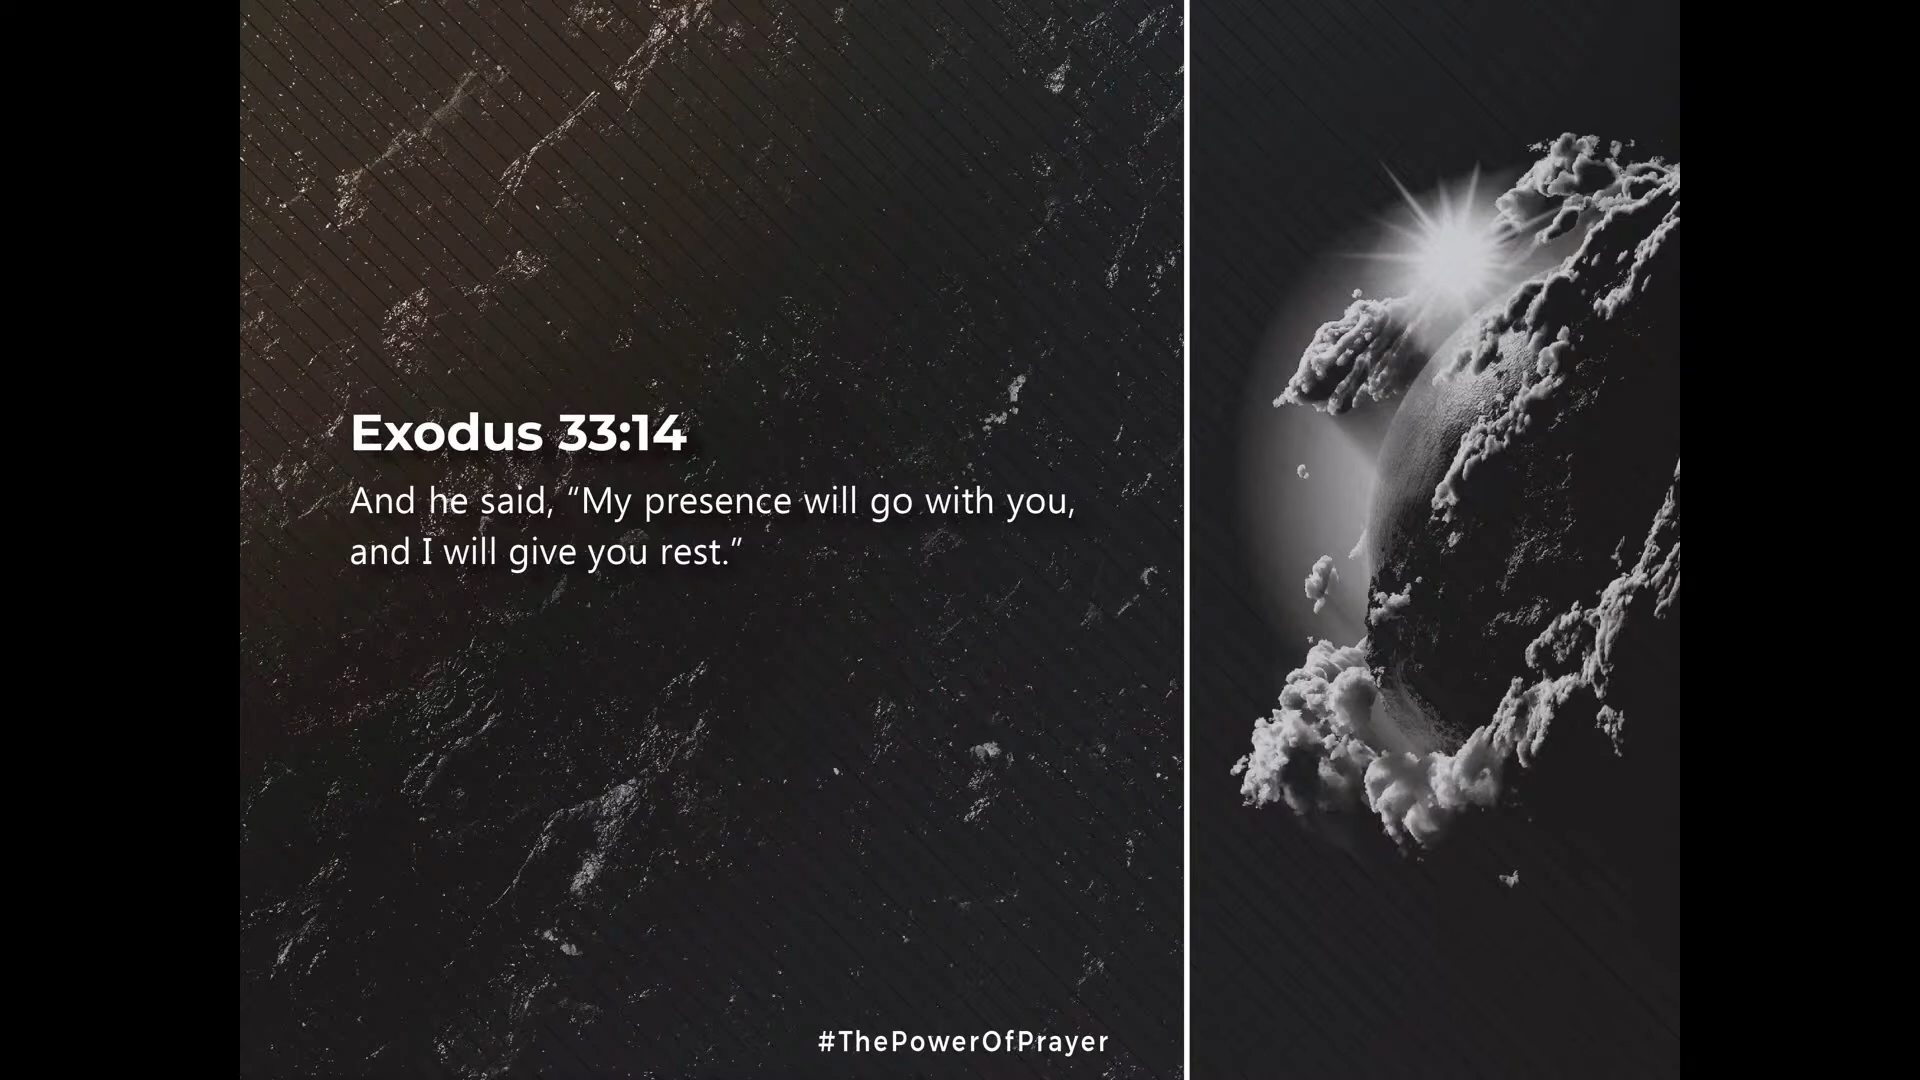 Exodus 33:14
And he said, “My presence will go with you,
and I will give you rest.”
#ThePowerOfPrayer